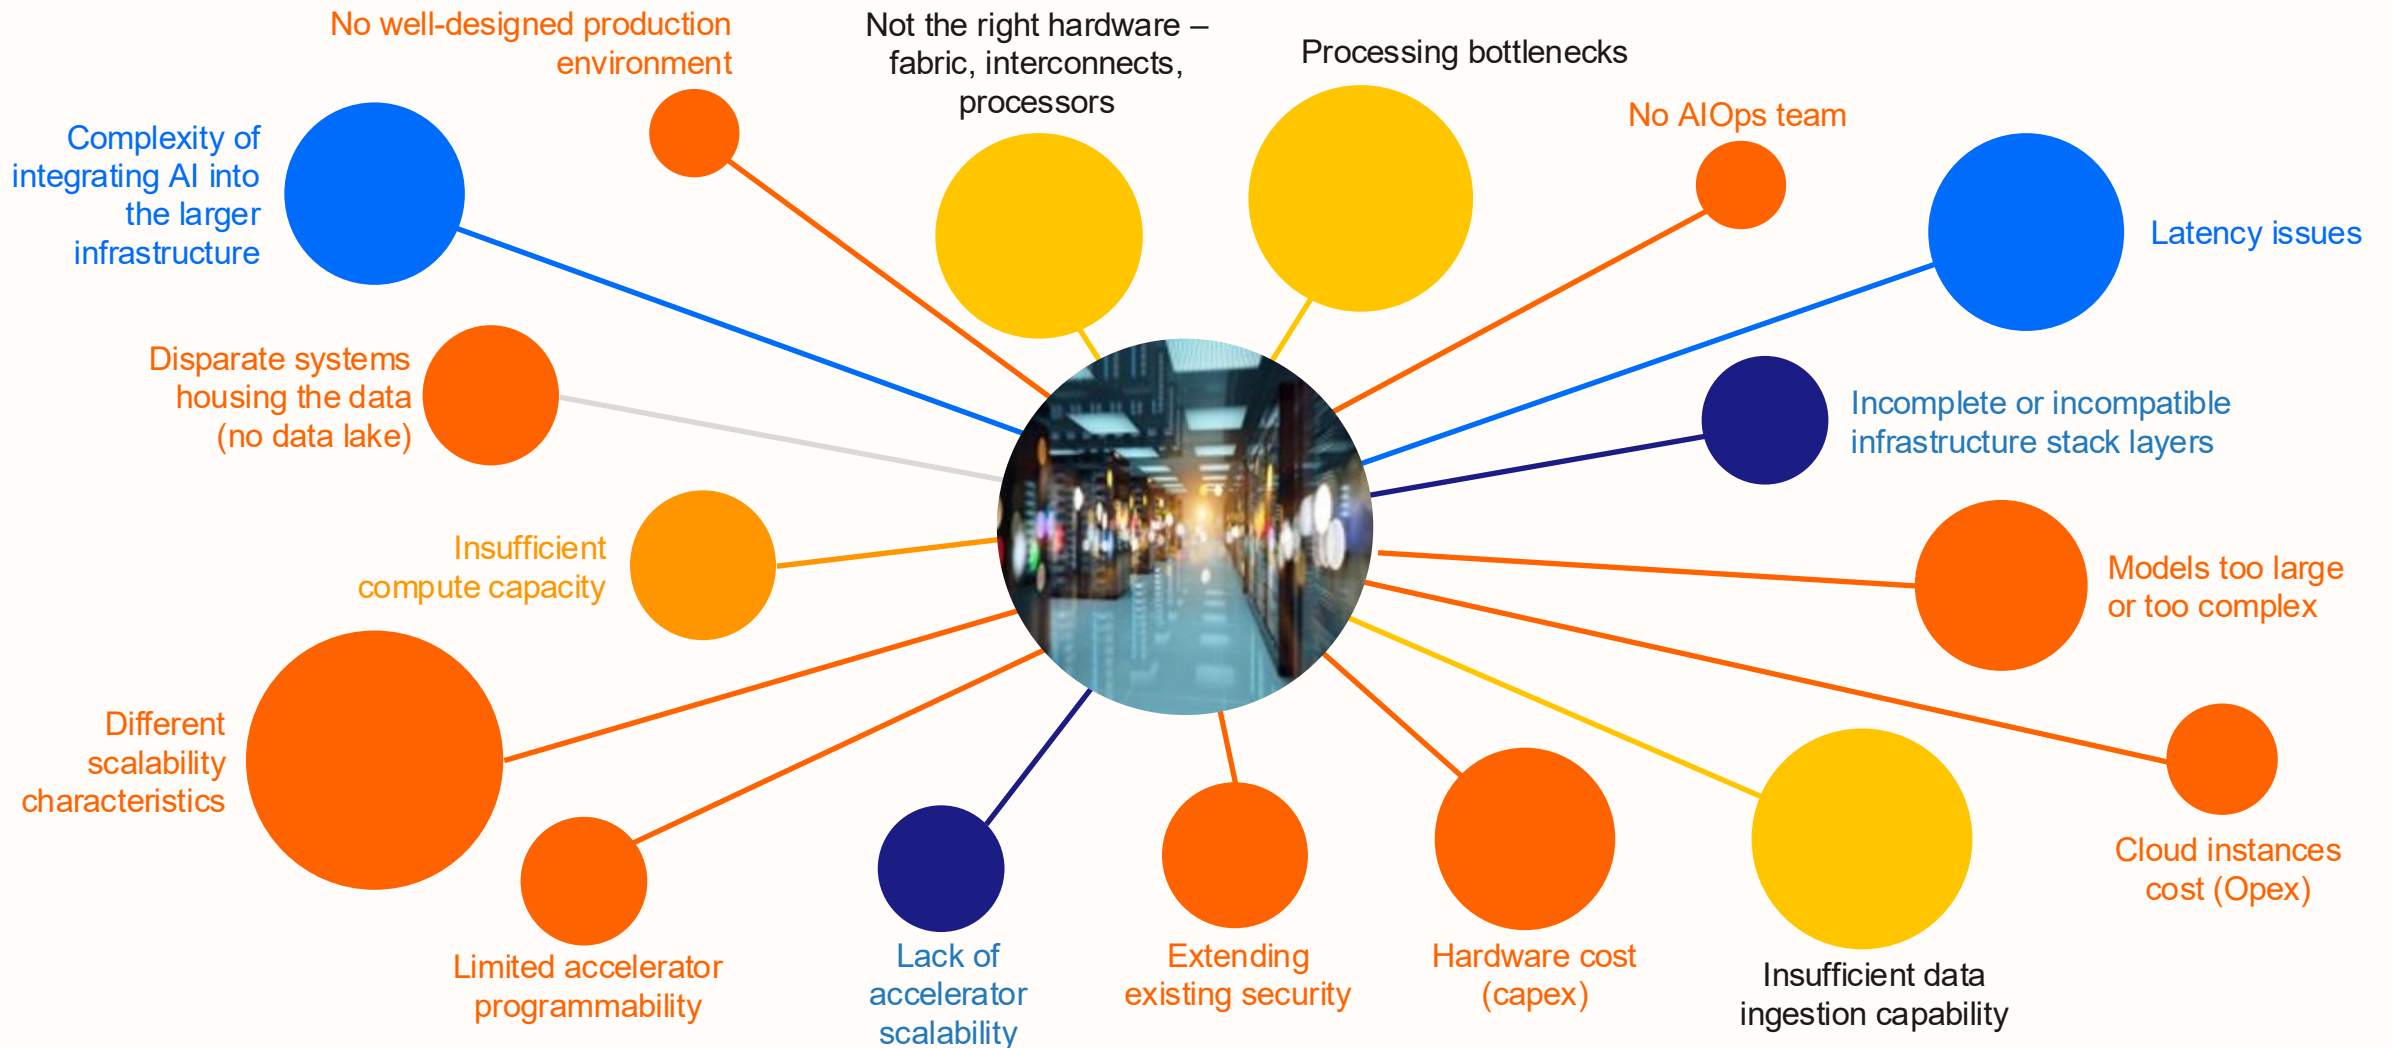 No well-designed production
environment
Not the right hardware –
fabric, interconnects,
processors
Processing bottlenecks
No AIOps team
Complexity of
integrating AI into
the larger
infrastructure
Latency issues
Disparate systems
housing the data
(no data lake)
Incomplete or incompatible
infrastructure stack layers
Insufficient
compute capacity
Models too large
or too complex
Different
scalability
characteristics
Cloud instances
cost (Opex)
Limited accelerator
programmability
Lack of
accelerator
scalability
Extending
existing security
Hardware cost
(capex)
Insufficient data
ingestion capability